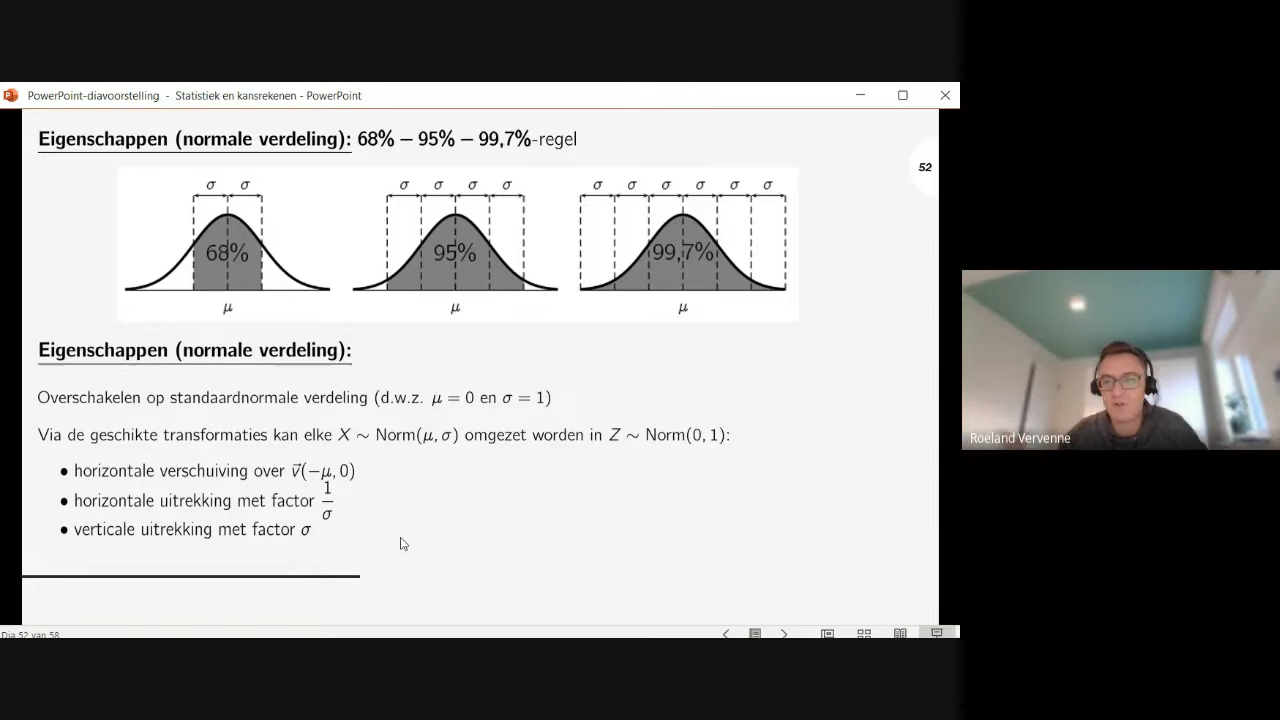 PowerPoint-diavoorstelling - Statistiek en kansrekenen - PowerPoint
Eigenschappen (normale verdeling): 68% – 95% – 99,7%-regel
52
σ σ σ σ σ σ σ σ σ σ σ σ
68% 95% 99,7%
μ μ μ
Eigenschappen (normale verdeling):
Overschakelen op standaardnormale verdeling (d.w.z. μ = 0 en σ = 1)
Via de geschikte transformaties kan elke X ∼ Norm(μ, σ) omgezet worden in Z ∼ Norm(0, 1):
• horizontale verschuiving over v⃗(−μ, 0)
• horizontale uitrekking met factor 1/σ
• verticale uitrekking met factor σ
Dia 52 van 58
Roeland Vervenne